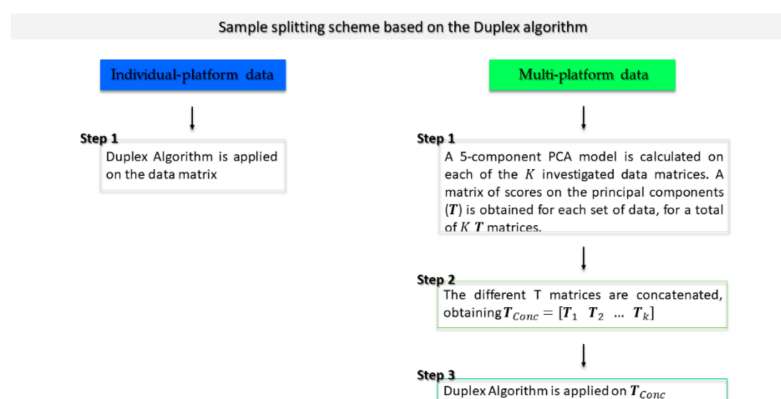 Sample splitting scheme based on the Duplex algorithm
Individual-platform data
Step 1
Duplex Algorithm is applied
on the data matrix
Multi-platform data
Step 1
A 5-component PCA model is calculated on
each of the K investigated data matrices. A
matrix of scores on the principal components
(T) is obtained for each set of data, for a total
of K T matrices.
Step 2
The different T matrices are concatenated,
obtaining T_Conc = [T₁ T₂ ... T_k]
Step 3
Duplex Algorithm is applied on T_Conc